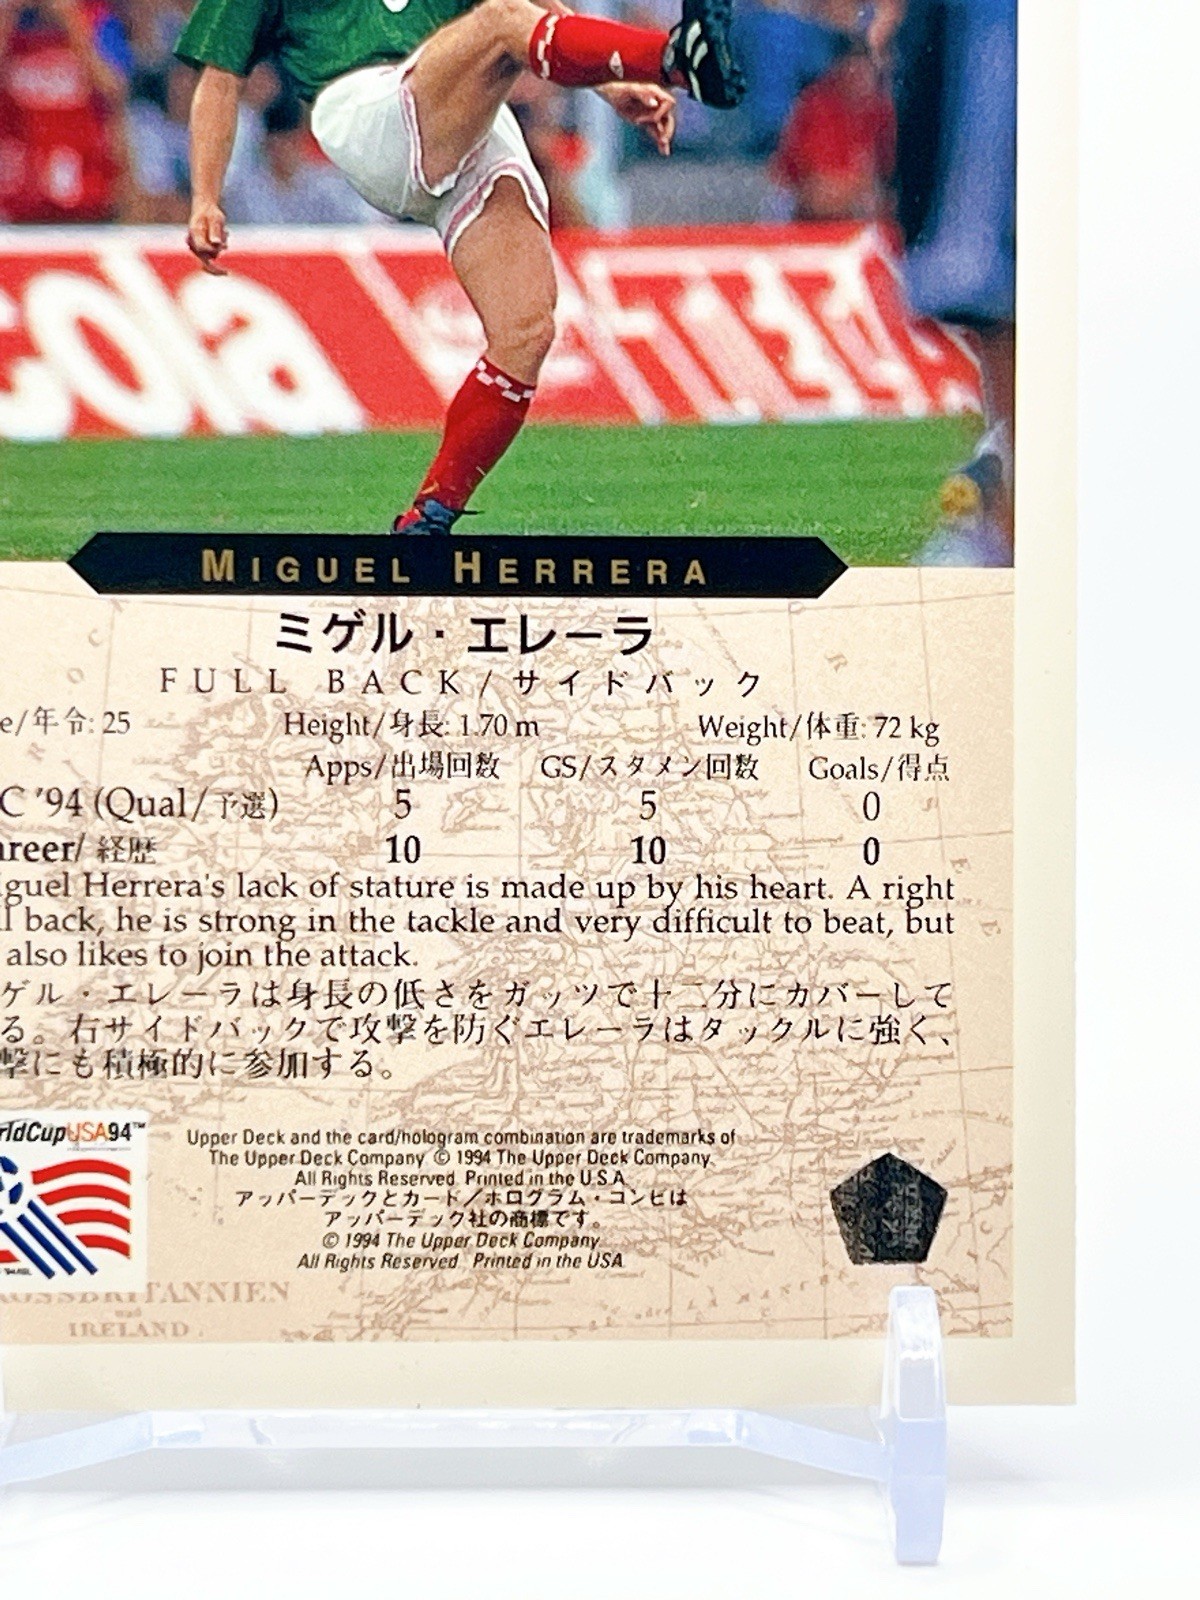 cola
MIGUEL HERRERA
ミゲル・エレーラ
FULL BACK/サイドバック
e/年令: 25 Height/身長: 1.70 m Weight/体重: 72 kg
Apps/出場回数 GS/スタメン回数 Goals/得点
C '94 (Qual/予選) 5 5 0
areer/ 経歴 10 10 0
iguel Herrera's lack of stature is made up by his heart. A right
ll back, he is strong in the tackle and very difficult to beat, but
also likes to join the attack.
ゲル・エレーラは身長の低さをガッツで十二分にカバーして
る。右サイドバックで攻撃を防ぐエレーラはタックルに強く、
撃にも積極的に参加する。
rldCupUSA94™
Upper Deck and the card/hologram combination are trademarks of
The Upper Deck Company. © 1994 The Upper Deck Company.
All Rights Reserved. Printed in the U.S.A.
アッパーデックとカード／ホログラム・コンビは
アッパーデック社の商標です。
© 1994 The Upper Deck Company.
All Rights Reserved. Printed in the USA.
ROSSBRITANNIEN
und
IRELAND.